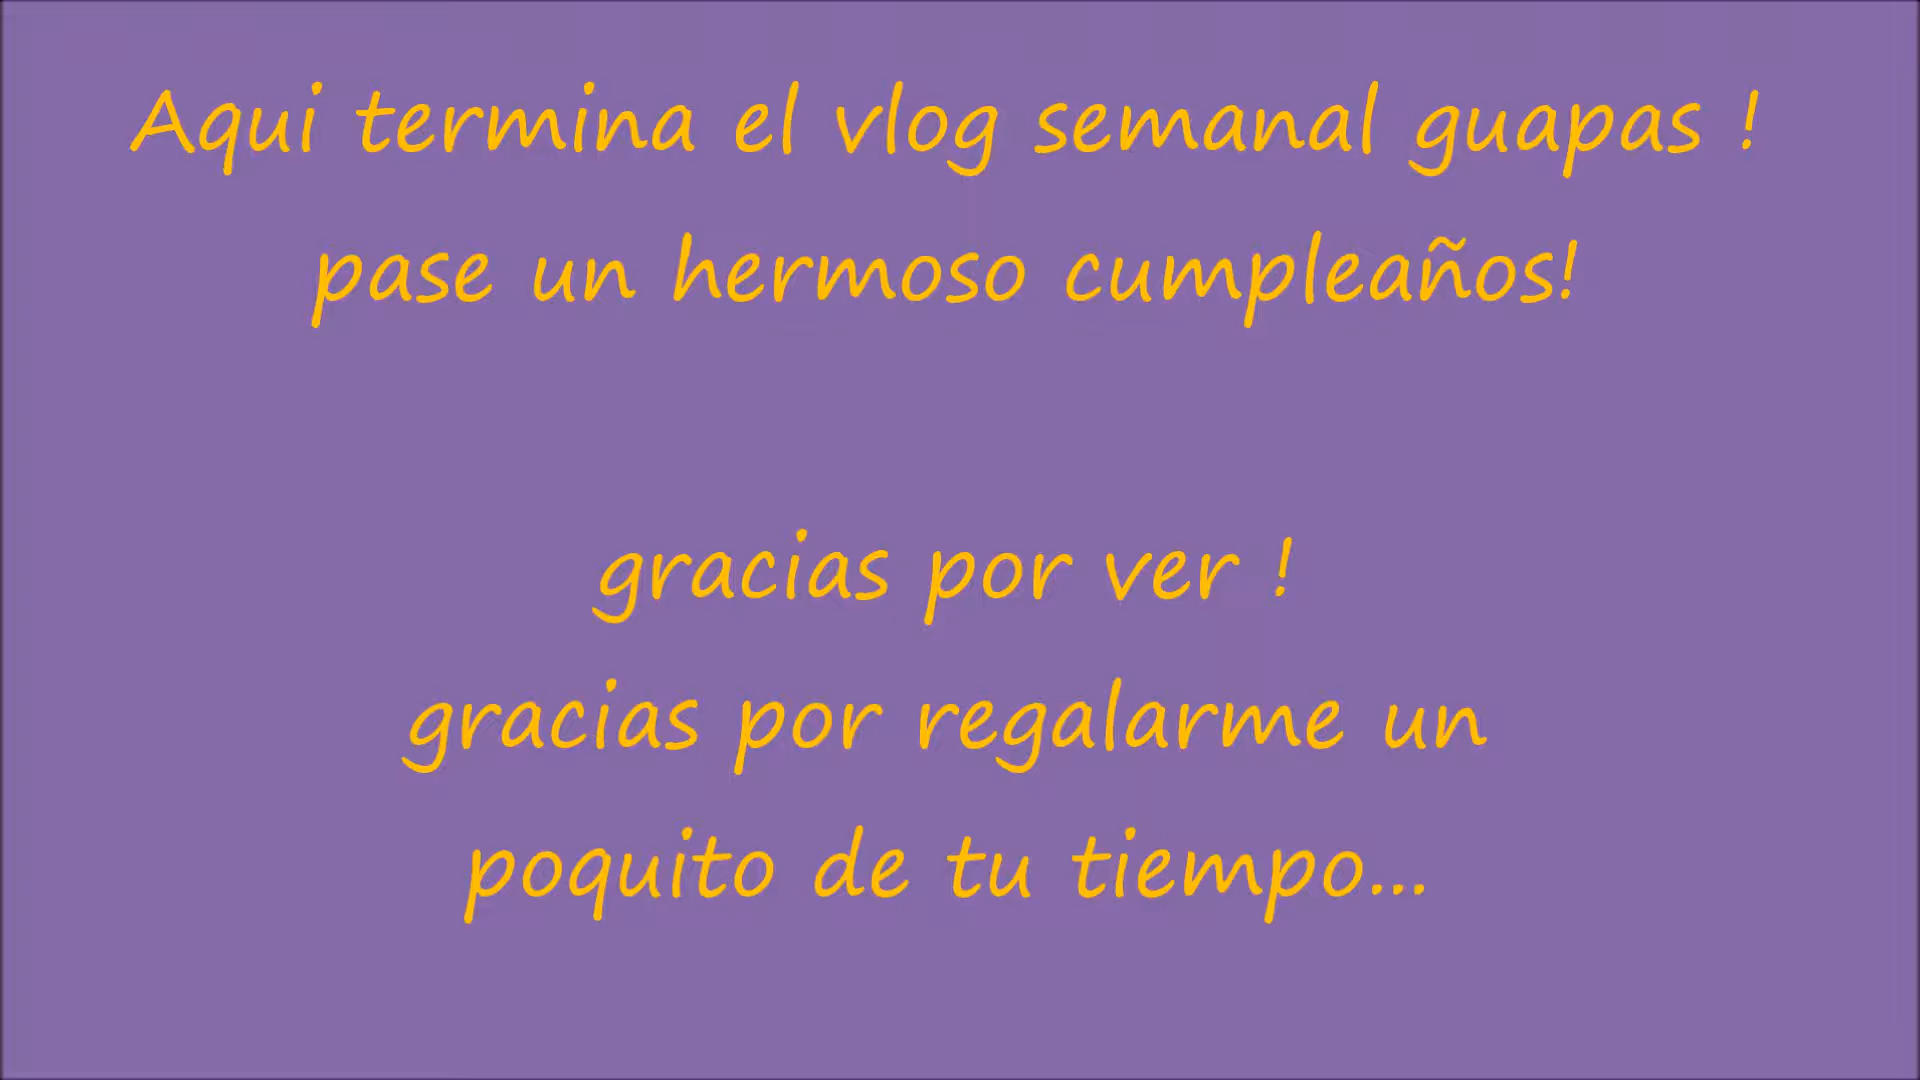 Aqui termina el vlog semanal guapas !
pase un hermoso cumpleaños!
gracias por ver !
gracias por regalarme un
poquito de tu tiempo...